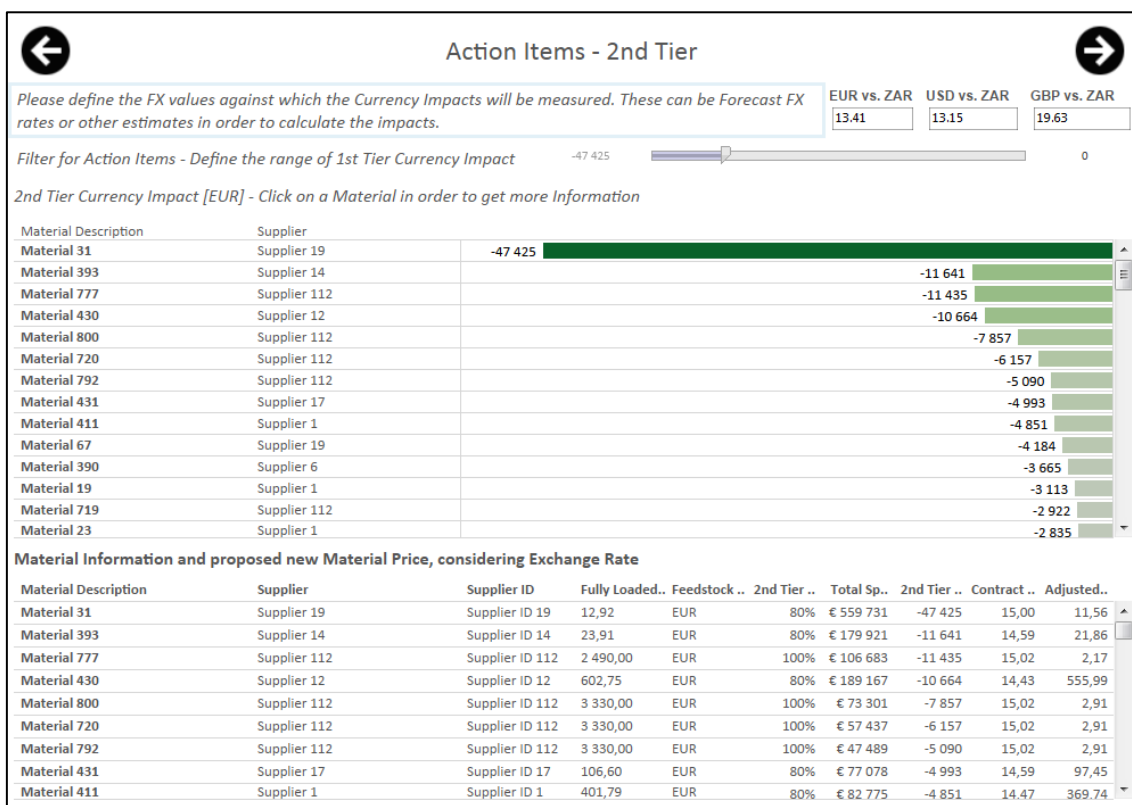 Action Items - 2nd Tier
Please define the FX values against which the Currency Impacts will be measured. These can be Forecast FX
rates or other estimates in order to calculate the impacts.
EUR vs. ZAR USD vs. ZAR GBP vs. ZAR
13.41 13.15 19.63
Filter for Action Items - Define the range of 1st Tier Currency Impact -47 425 0
2nd Tier Currency Impact [EUR] - Click on a Material in order to get more Information
Material Description Supplier
Material 31 Supplier 19 -47 425
Material 393 Supplier 14 -11 641
Material 777 Supplier 112 -11 435
Material 430 Supplier 12 -10 664
Material 800 Supplier 112 -7 857
Material 720 Supplier 112 -6 157
Material 792 Supplier 112 -5 090
Material 431 Supplier 17 -4 993
Material 411 Supplier 1 -4 851
Material 67 Supplier 19 -4 184
Material 390 Supplier 6 -3 665
Material 19 Supplier 1 -3 113
Material 719 Supplier 112 -2 922
Material 23 Supplier 1 -2 835
Material Information and proposed new Material Price, considering Exchange Rate
Material Description Supplier Supplier ID Fully Loaded.. Feedstock .. 2nd Tier .. Total Sp.. 2nd Tier .. Contract .. Adjusted..
Material 31 Supplier 19 Supplier ID 19 12,92 EUR 80% € 559 731 -47 425 15,00 11,56
Material 393 Supplier 14 Supplier ID 14 23,91 EUR 80% € 179 921 -11 641 14,59 21,86
Material 777 Supplier 112 Supplier ID 112 2 490,00 EUR 100% € 106 683 -11 435 15,02 2,17
Material 430 Supplier 12 Supplier ID 12 602,75 EUR 80% € 189 167 -10 664 14,43 555,99
Material 800 Supplier 112 Supplier ID 112 3 330,00 EUR 100% € 73 301 -7 857 15,02 2,91
Material 720 Supplier 112 Supplier ID 112 3 330,00 EUR 100% € 57 437 -6 157 15,02 2,91
Material 792 Supplier 112 Supplier ID 112 3 330,00 EUR 100% € 47 489 -5 090 15,02 2,91
Material 431 Supplier 17 Supplier ID 17 106,60 EUR 80% € 77 078 -4 993 14,59 97,45
Material 411 Supplier 1 Supplier ID 1 401,79 EUR 80% € 82 775 -4 851 14,47 369,74